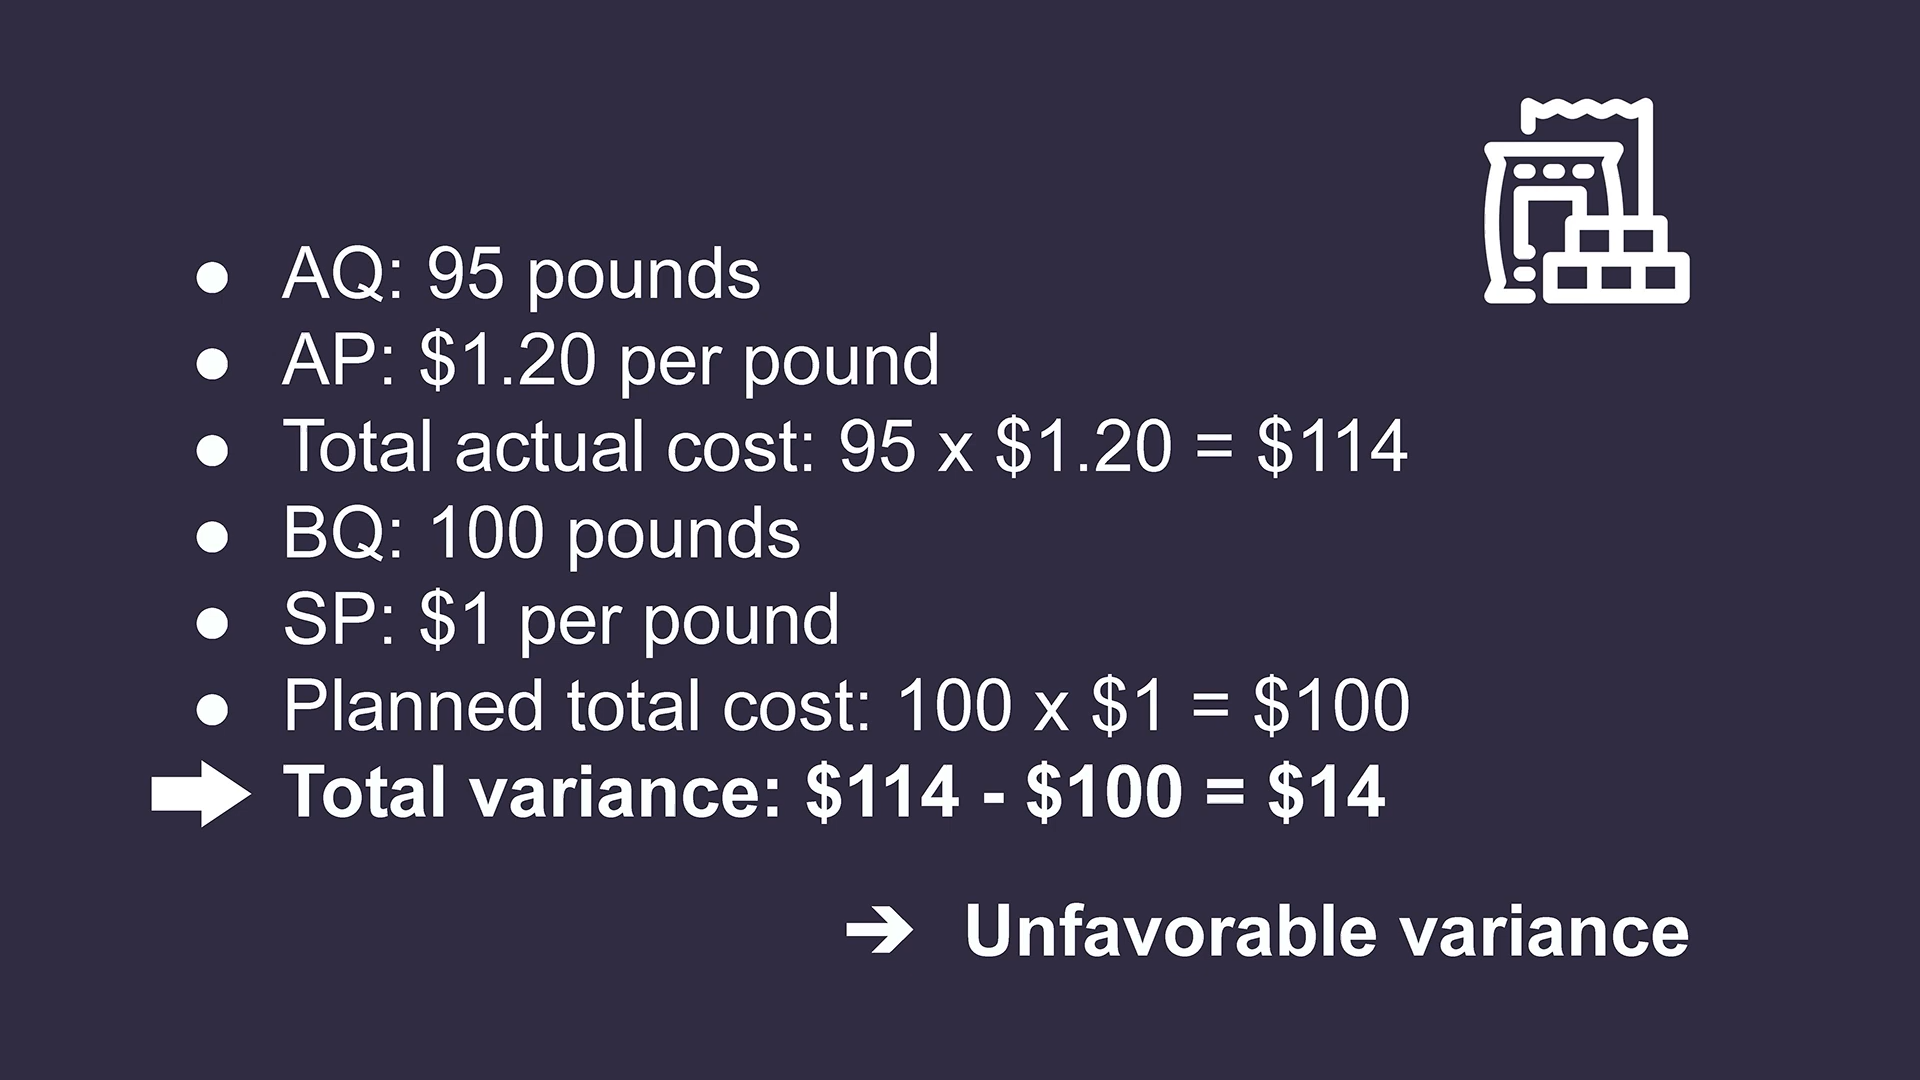 ● AQ: 95 pounds
● AP: $1.20 per pound
● Total actual cost: 95 x $1.20 = $114
● BQ: 100 pounds
● SP: $1 per pound
● Planned total cost: 100 x $1 = $100
Total variance: $114 - $100 = $14
➔ Unfavorable variance